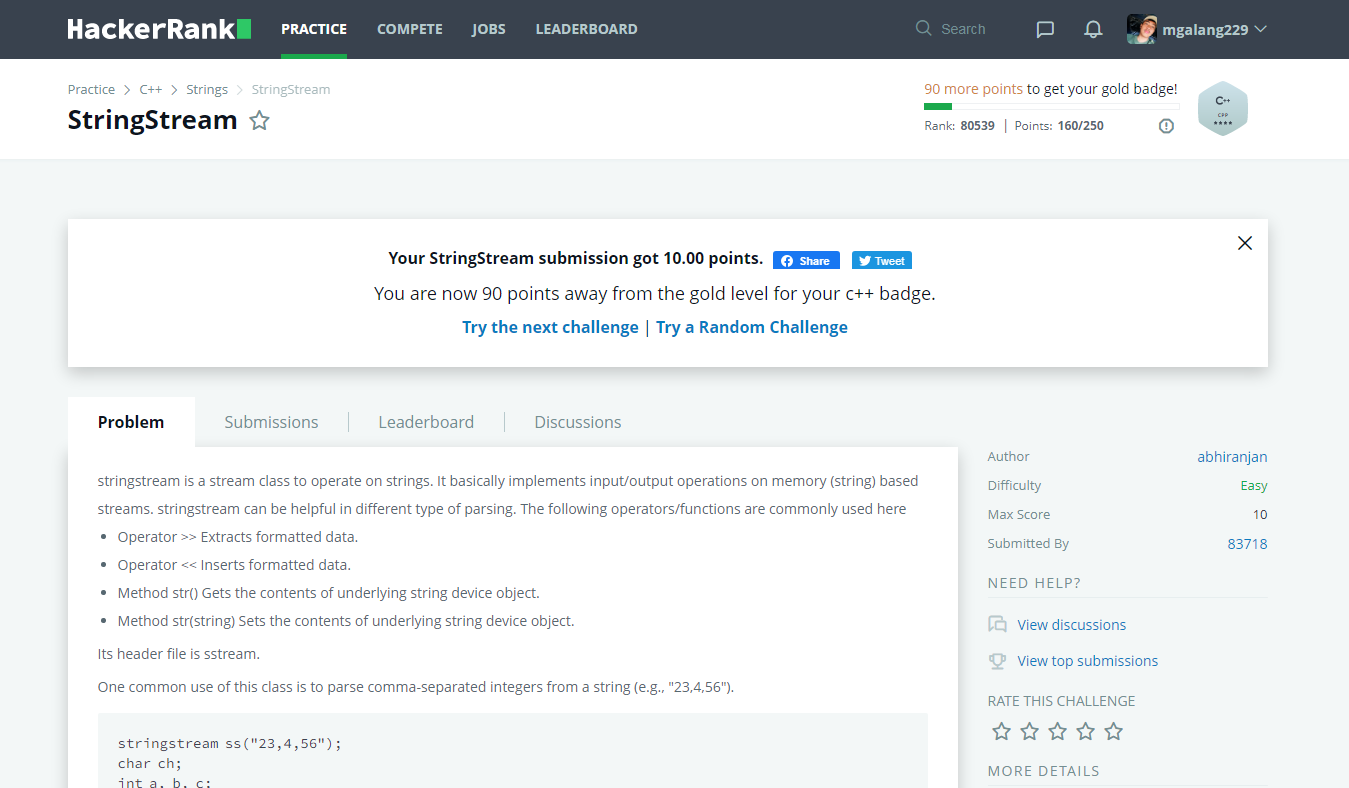 HackerRank
PRACTICE COMPETE JOBS LEADERBOARD
Search
mgalang229
Practice > C++ > Strings > StringStream
StringStream
90 more points to get your gold badge!
Rank: 80539 | Points: 160/250
C++
CPP
Your StringStream submission got 10.00 points.
Share
Tweet
You are now 90 points away from the gold level for your c++ badge.
Try the next challenge | Try a Random Challenge
Problem
Submissions
Leaderboard
Discussions
stringstream is a stream class to operate on strings. It basically implements input/output operations on memory (string) based
streams. stringstream can be helpful in different type of parsing. The following operators/functions are commonly used here
• Operator >> Extracts formatted data.
• Operator << Inserts formatted data.
• Method str() Gets the contents of underlying string device object.
• Method str(string) Sets the contents of underlying string device object.
Its header file is sstream.
One common use of this class is to parse comma-separated integers from a string (e.g., "23,4,56").
stringstream ss("23,4,56");
char ch;
int a, b, c;
Author abhiranjan
Difficulty Easy
Max Score 10
Submitted By 83718
NEED HELP?
View discussions
View top submissions
RATE THIS CHALLENGE
MORE DETAILS